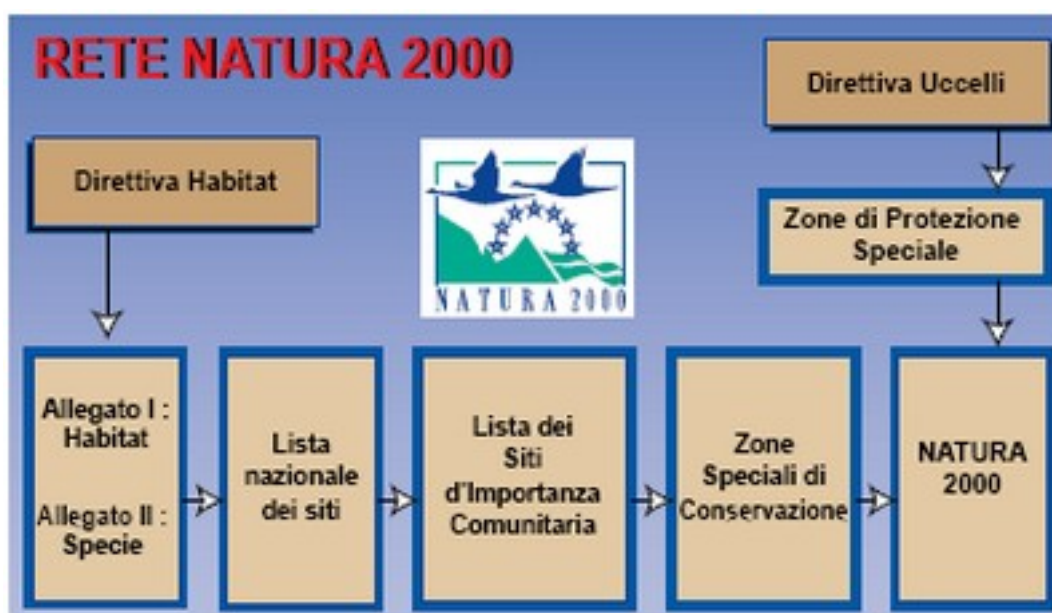 RETE NATURA 2000
Direttiva Uccelli
Direttiva Habitat
Zone di Protezione
Speciale
NATURA 2000
Allegato I :
Habitat
Allegato II :
Specie
Lista
nazionale
dei siti
Lista dei
Siti
d'Importanza
Comunitaria
Zone
Speciali di
Conservazione
NATURA
2000